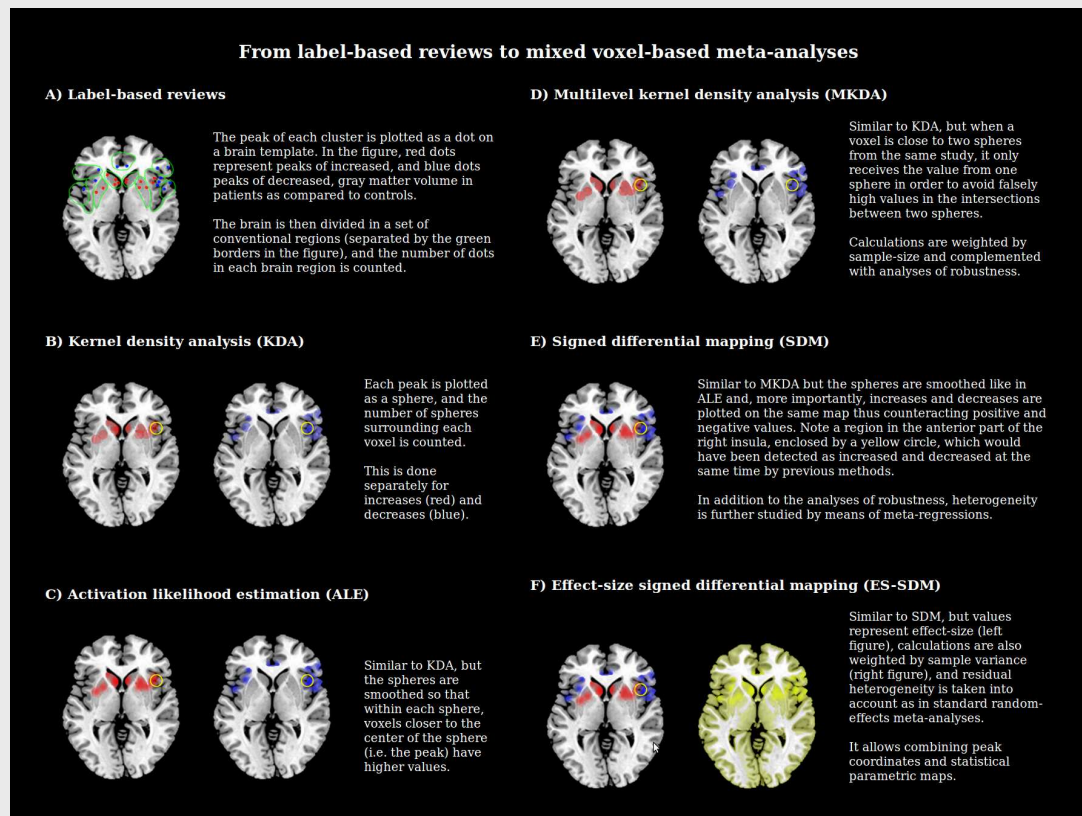 From label-based reviews to mixed voxel-based meta-analyses
A) Label-based reviews
The peak of each cluster is plotted as a dot on
a brain template. In the figure, red dots
represent peaks of increased, and blue dots
peaks of decreased, gray matter volume in
patients as compared to controls.
The brain is then divided in a set of
conventional regions (separated by the green
borders in the figure), and the number of dots
in each brain region is counted.
B) Kernel density analysis (KDA)
Each peak is plotted
as a sphere, and the
number of spheres
surrounding each
voxel is counted.
This is done
separately for
increases (red) and
decreases (blue).
C) Activation likelihood estimation (ALE)
Similar to KDA, but
the spheres are
smoothed so that
within each sphere,
voxels closer to the
center of the sphere
(i.e. the peak) have
higher values.
D) Multilevel kernel density analysis (MKDA)
Similar to KDA, but when a
voxel is close to two spheres
from the same study, it only
receives the value from one
sphere in order to avoid falsely
high values in the intersections
between two spheres.
Calculations are weighted by
sample-size and complemented
with analyses of robustness.
E) Signed differential mapping (SDM)
Similar to MKDA but the spheres are smoothed like in
ALE and, more importantly, increases and decreases are
plotted on the same map thus counteracting positive and
negative values. Note a region in the anterior part of the
right insula, enclosed by a yellow circle, which would
have been detected as increased and decreased at the
same time by previous methods.
In addition to the analyses of robustness, heterogeneity
is further studied by means of meta-regressions.
F) Effect-size signed differential mapping (ES-SDM)
Similar to SDM, but values
represent effect-size (left
figure), calculations are also
weighted by sample variance
(right figure), and residual
heterogeneity is taken into
account as in standard random-
effects meta-analyses.
It allows combining peak
coordinates and statistical
parametric maps.